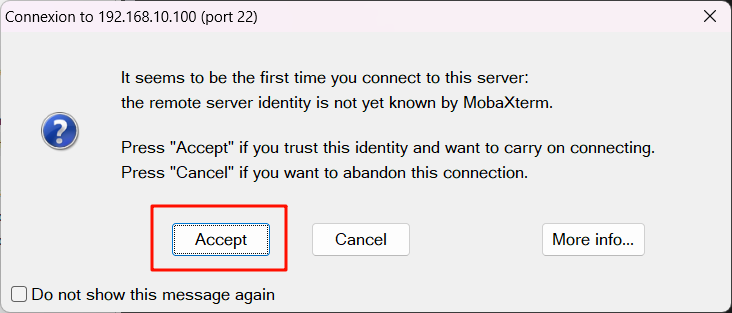 Connexion to 192.168.10.100 (port 22)
It seems to be the first time you connect to this server:
the remote server identity is not yet known by MobaXterm.
Press "Accept" if you trust this identity and want to carry on connecting.
Press "Cancel" if you want to abandon this connection.
Accept
Cancel
More info...
Do not show this message again